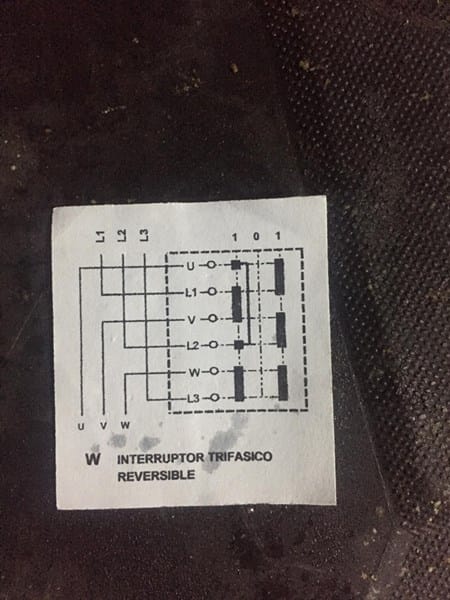 L1 L2 L3 1 0 1
U
L1
V
L2
W
L3
U V W
W INTERRUPTOR TRIFASICO
REVERSIBLE